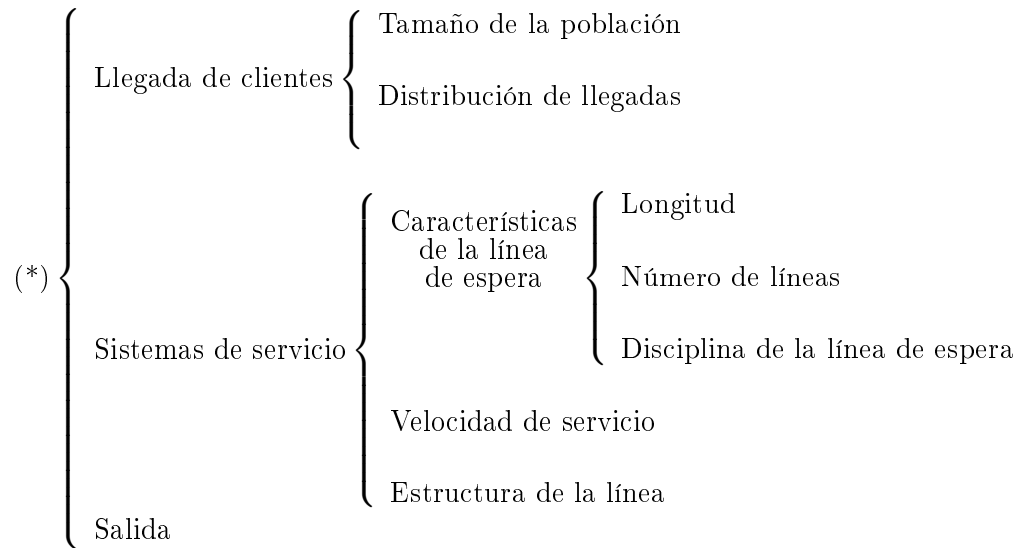 Tamaño de la población
Llegada de clientes
Distribución de llegadas
Características
de la línea
de espera
Longitud
Número de líneas
Disciplina de la línea de espera
(*)
Sistemas de servicio
Velocidad de servicio
Estructura de la línea
Salida